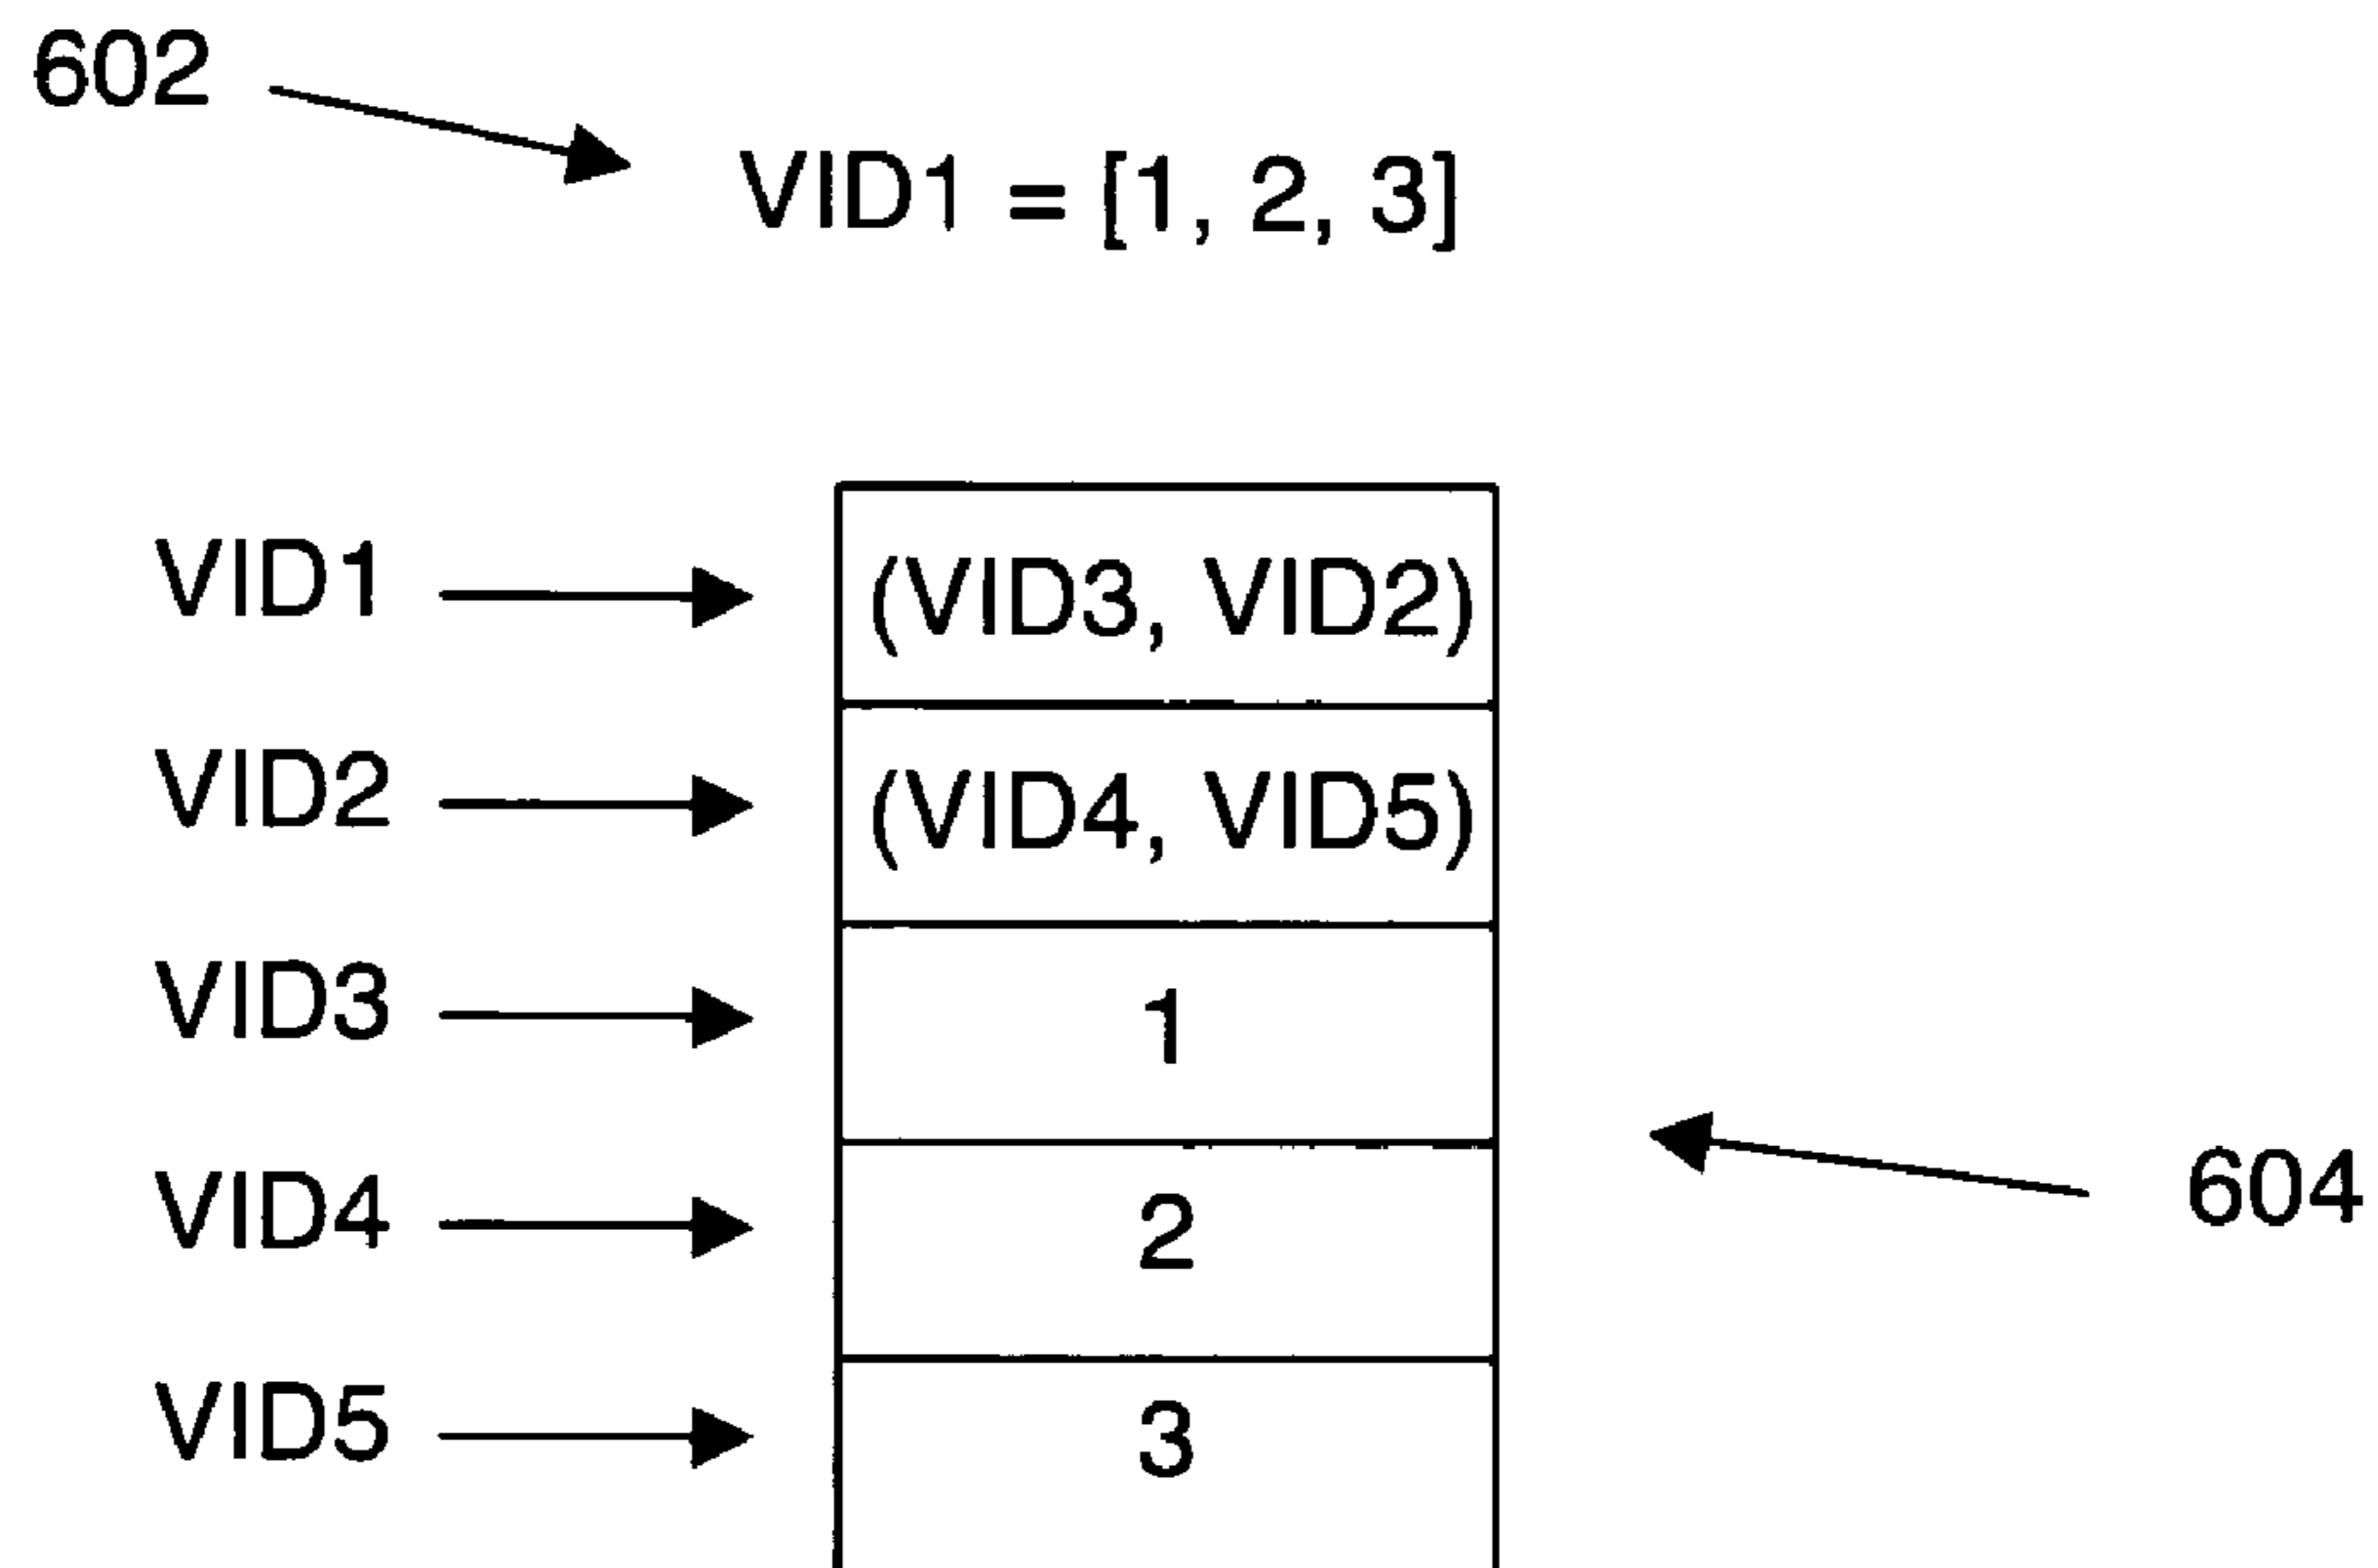 602
VID1 = [1, 2, 3]
VID1 (VID3, VID2)
VID2 (VID4, VID5)
VID3 1
VID4 2
604
VID5 3